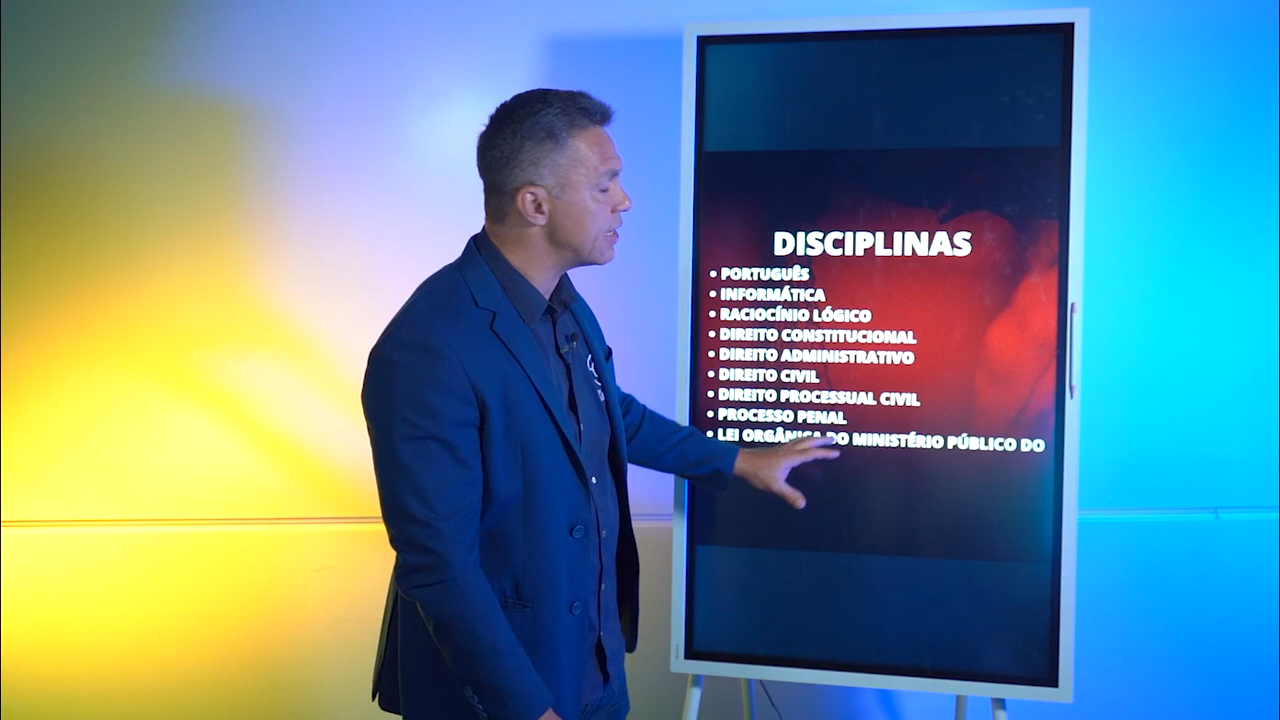 DISCIPLINAS
• PORTUGUÊS
• INFORMÁTICA
• RACIOCÍNIO LÓGICO
• DIREITO CONSTITUCIONAL
• DIREITO ADMINISTRATIVO
• DIREITO CIVIL
• DIREITO PROCESSUAL CIVIL
• PROCESSO PENAL
• LEI ORGÂNICA DO MINISTÉRIO PÚBLICO DO